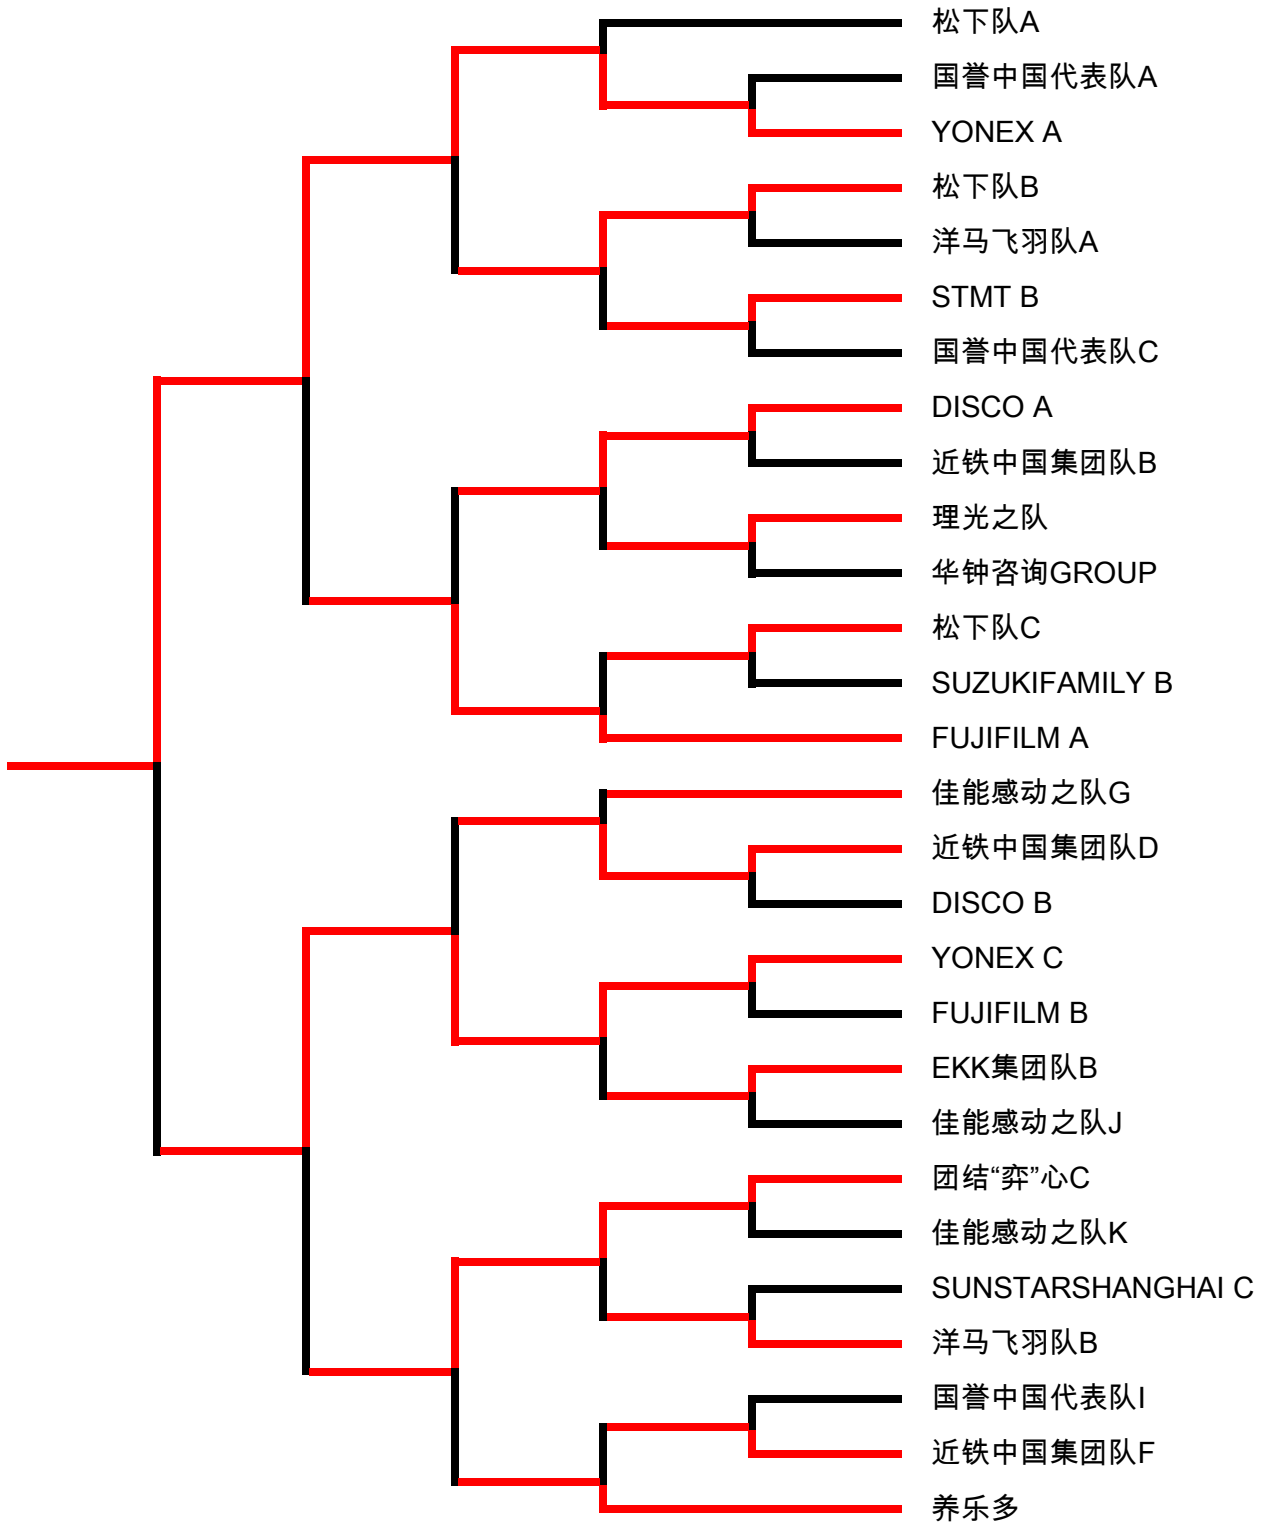 松下队A
国誉中国代表队A
YONEX A
松下队B
洋马飞羽队A
STMT B
国誉中国代表队C
DISCO A
近铁中国集团队B
理光之队
华钟咨询GROUP
松下队C
SUZUKIFAMILY B
FUJIFILM A
佳能感动之队G
近铁中国集团队D
DISCO B
YONEX C
FUJIFILM B
EKK集团队B
佳能感动之队J
团结“弈”心C
佳能感动之队K
SUNSTARSHANGHAI C
洋马飞羽队B
国誉中国代表队I
近铁中国集团队F
养乐多